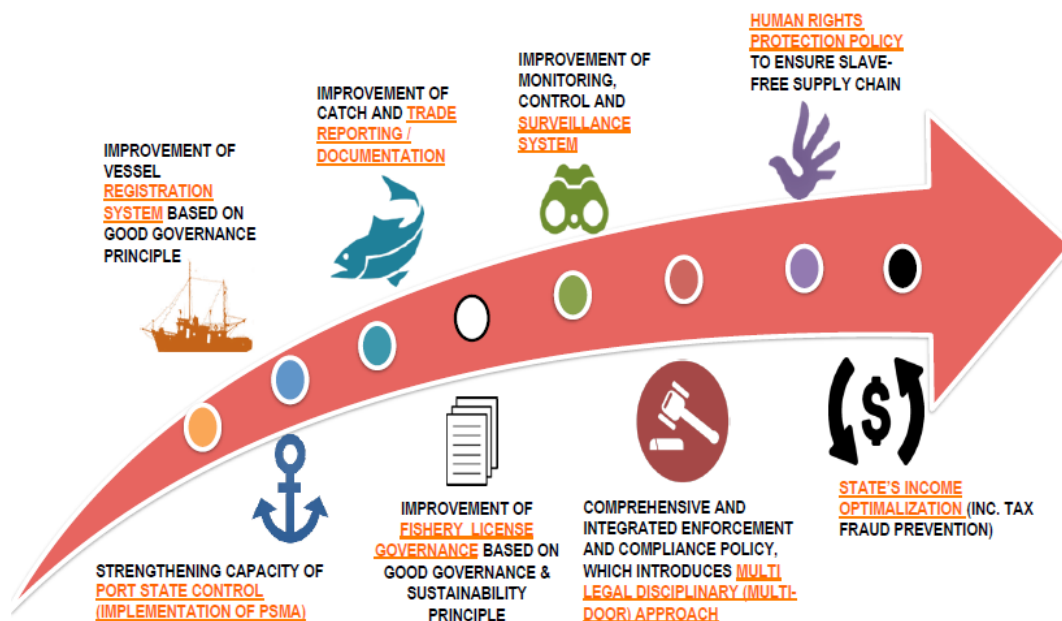 IMPROVEMENT OF
VESSEL
REGISTRATION
SYSTEM BASED ON
GOOD GOVERNANCE
PRINCIPLE
STRENGTHENING CAPACITY OF
PORT STATE CONTROL
(IMPLEMENTATION OF PSMA)
IMPROVEMENT OF
CATCH AND TRADE
REPORTING /
DOCUMENTATION
IMPROVEMENT OF
FISHERY LICENSE
GOVERNANCE BASED ON
GOOD GOVERNANCE &
SUSTAINABILITY
PRINCIPLE
IMPROVEMENT OF
MONITORING,
CONTROL AND
SURVEILLANCE
SYSTEM
COMPREHENSIVE AND
INTEGRATED ENFORCEMENT
AND COMPLIANCE POLICY,
WHICH INTRODUCES MULTI
LEGAL DISCIPLINARY (MULTI-
DOOR) APPROACH
HUMAN RIGHTS
PROTECTION POLICY
TO ENSURE SLAVE-
FREE SUPPLY CHAIN
$
STATE'S INCOME
OPTIMALIZATION (INC. TAX
FRAUD PREVENTION)